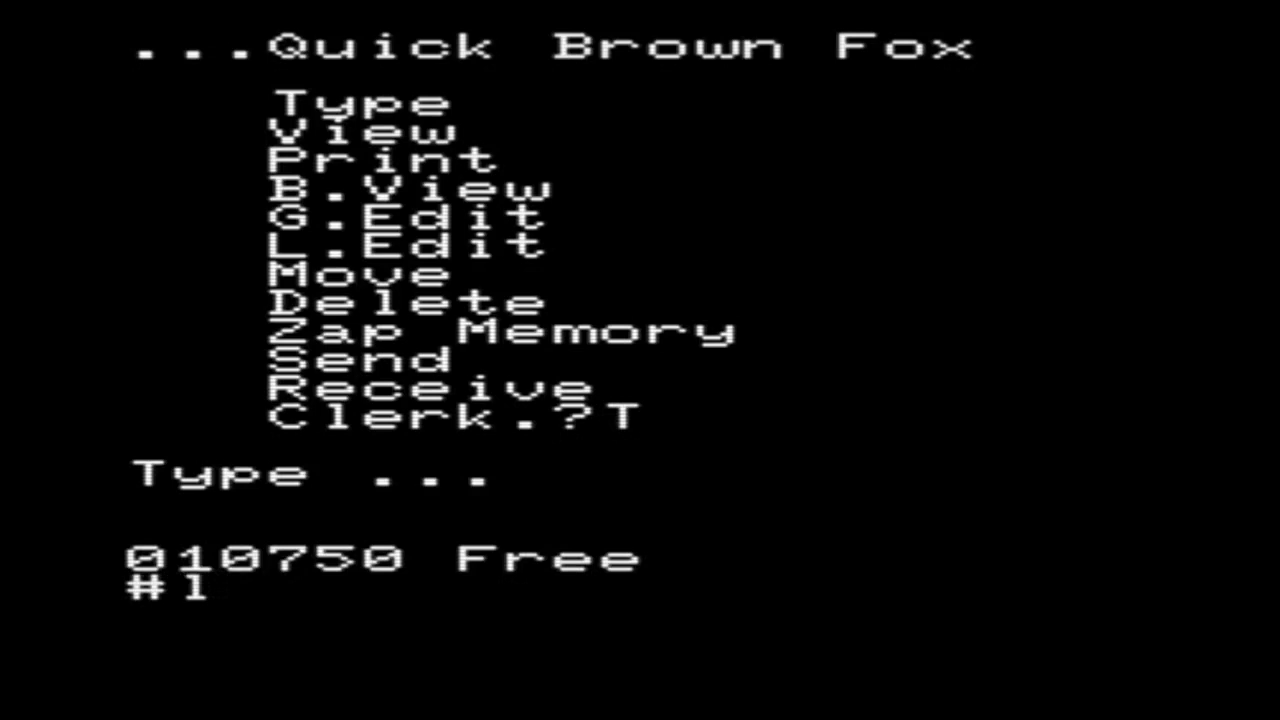 ...Quick Brown Fox
Type
View
Print
B.View
G.Edit
L.Edit
Move
Delete
Zap Memory
Send
Receive
Clerk.?T
Type ...
010750 Free
#1